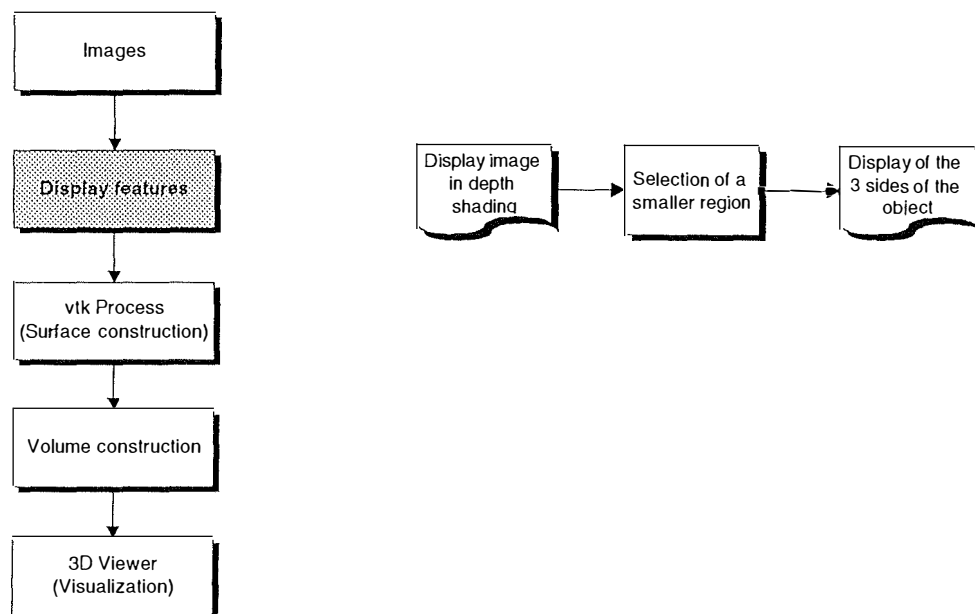 Images
Display features
vtk Process
(Surface construction)
Volume construction
3D Viewer
(Visualization)
Display image
in depth
shading
Selection of a
smaller region
Display of the
3 sides of the
object